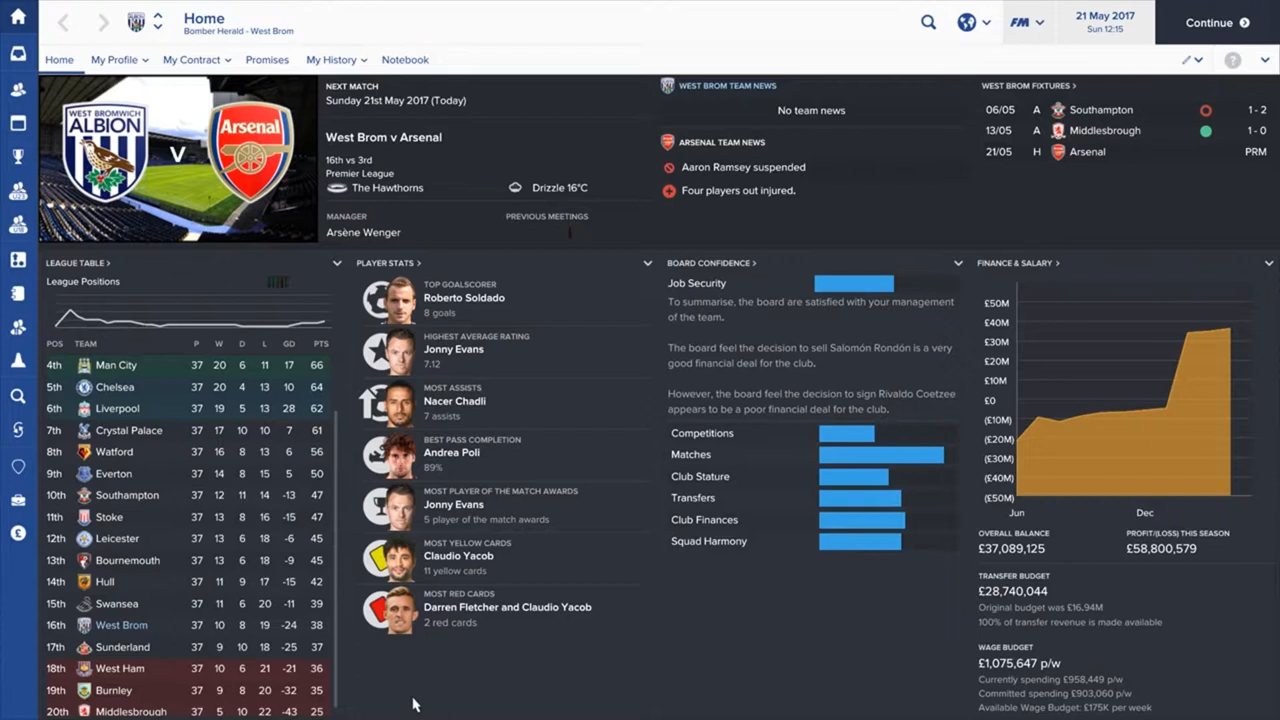 Home
Bomber Herald - West Brom
FM
21 May 2017
Sun 12:15
Continue
Home
My Profile
My Contract
Promises
My History
Notebook
?
WEST BROMWICH
ALBION
V
Arsenal
NEXT MATCH
Sunday 21st May 2017 (Today)
West Brom v Arsenal
16th vs 3rd
Premier League
The Hawthorns
Drizzle 16°C
MANAGER
PREVIOUS MEETINGS
Arsène Wenger
WEST BROM TEAM NEWS
No team news
ARSENAL TEAM NEWS
Aaron Ramsey suspended
Four players out injured.
WEST BROM FIXTURES >
06/05 A Southampton 1 - 2
13/05 A Middlesbrough 1 - 0
21/05 H Arsenal PRM
U23
U18
LEAGUE TABLE >
League Positions
POS TEAM P W D L GD PTS
4th Man City 37 20 6 11 17 66
5th Chelsea 37 20 4 13 10 64
6th Liverpool 37 19 5 13 28 62
7th Crystal Palace 37 17 10 10 7 61
8th Watford 37 16 8 13 6 56
9th Everton 37 14 8 15 5 50
10th Southampton 37 12 11 14 -13 47
11th Stoke 37 13 8 16 -15 47
12th Leicester 37 13 6 18 -6 45
13th Bournemouth 37 13 6 18 -9 45
14th Hull 37 11 9 17 -15 42
15th Swansea 37 11 6 20 -11 39
16th West Brom 37 10 8 19 -24 38
17th Sunderland 37 9 10 18 -25 37
18th West Ham 37 10 6 21 -21 36
19th Burnley 37 9 8 20 -32 35
20th Middlesbrough 37 5 10 22 -43 25
PLAYER STATS >
TOP GOALSCORER
Roberto Soldado
8 goals
HIGHEST AVERAGE RATING
Jonny Evans
7.12
MOST ASSISTS
Nacer Chadli
7 assists
BEST PASS COMPLETION
Andrea Poli
89%
MOST PLAYER OF THE MATCH AWARDS
Jonny Evans
5 player of the match awards
MOST YELLOW CARDS
Claudio Yacob
11 yellow cards
MOST RED CARDS
Darren Fletcher and Claudio Yacob
2 red cards
BOARD CONFIDENCE >
Job Security
To summarise, the board are satisfied with your management
of the team.
The board feel the decision to sell Salomón Rondón is a very
good financial deal for the club.
However, the board feel the decision to sign Rivaldo Coetzee
appears to be a poor financial deal for the club.
Competitions
Matches
Club Stature
Transfers
Club Finances
Squad Harmony
FINANCE & SALARY >
£50M
£40M
£30M
£20M
£10M
£0
(£10M)
(£20M)
(£30M)
(£40M)
(£50M)
Jun
Dec
OVERALL BALANCE
PROFIT/(LOSS) THIS SEASON
£37,089,125
£58,800,579
TRANSFER BUDGET
£28,740,044
Original budget was £16.94M
100% of transfer revenue is made available
WAGE BUDGET
£1,075,647 p/w
Currently spending £958,449 p/w
Committed spending £903,060 p/w
Available Wage Budget: £175K per week